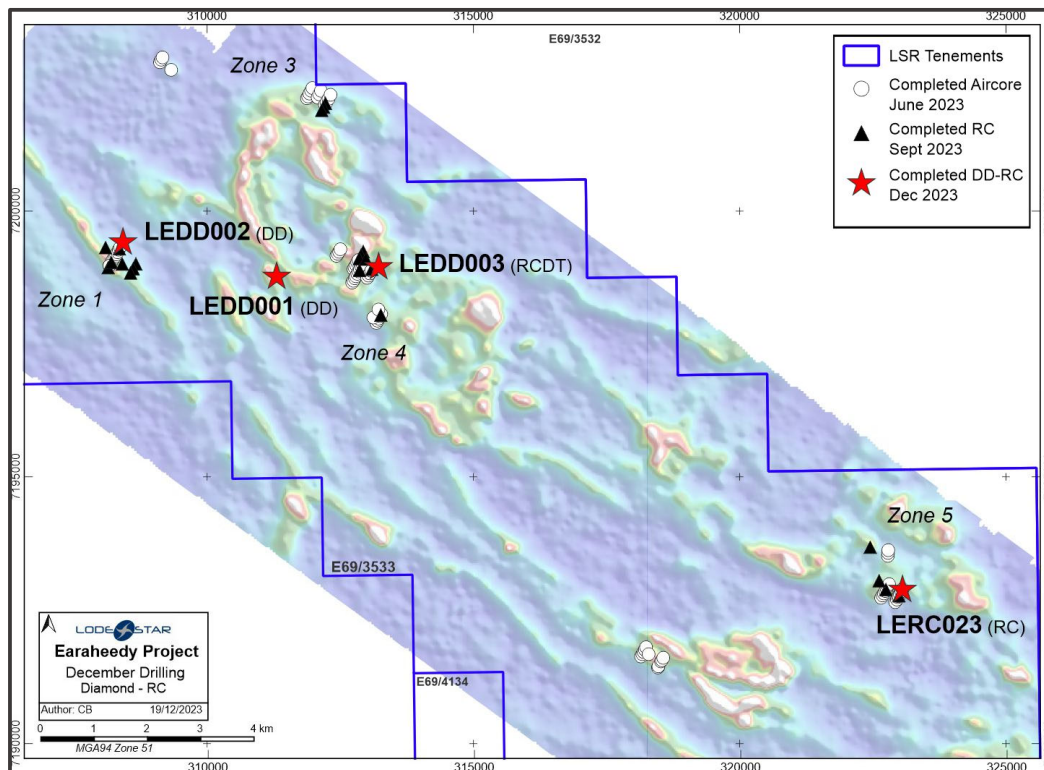 310000
315000
320000
325000
E69/3532
Zone 3
LSR Tenements
Completed Aircore
June 2023
Completed RC
Sept 2023
Completed DD-RC
Dec 2023
7200000
LEDD002 (DD)
LEDD003 (RCDT)
Zone 1
LEDD001 (DD)
Zone 4
7195000
Zone 5
E69/3533
LERC023 (RC)
LODESTAR
Earaheedy Project
December Drilling
Diamond - RC
Author: CB
19/12/2023
0 1 2 3 4 km
MGA94 Zone 51
E69/4134
7190000
310000
315000
320000
325000